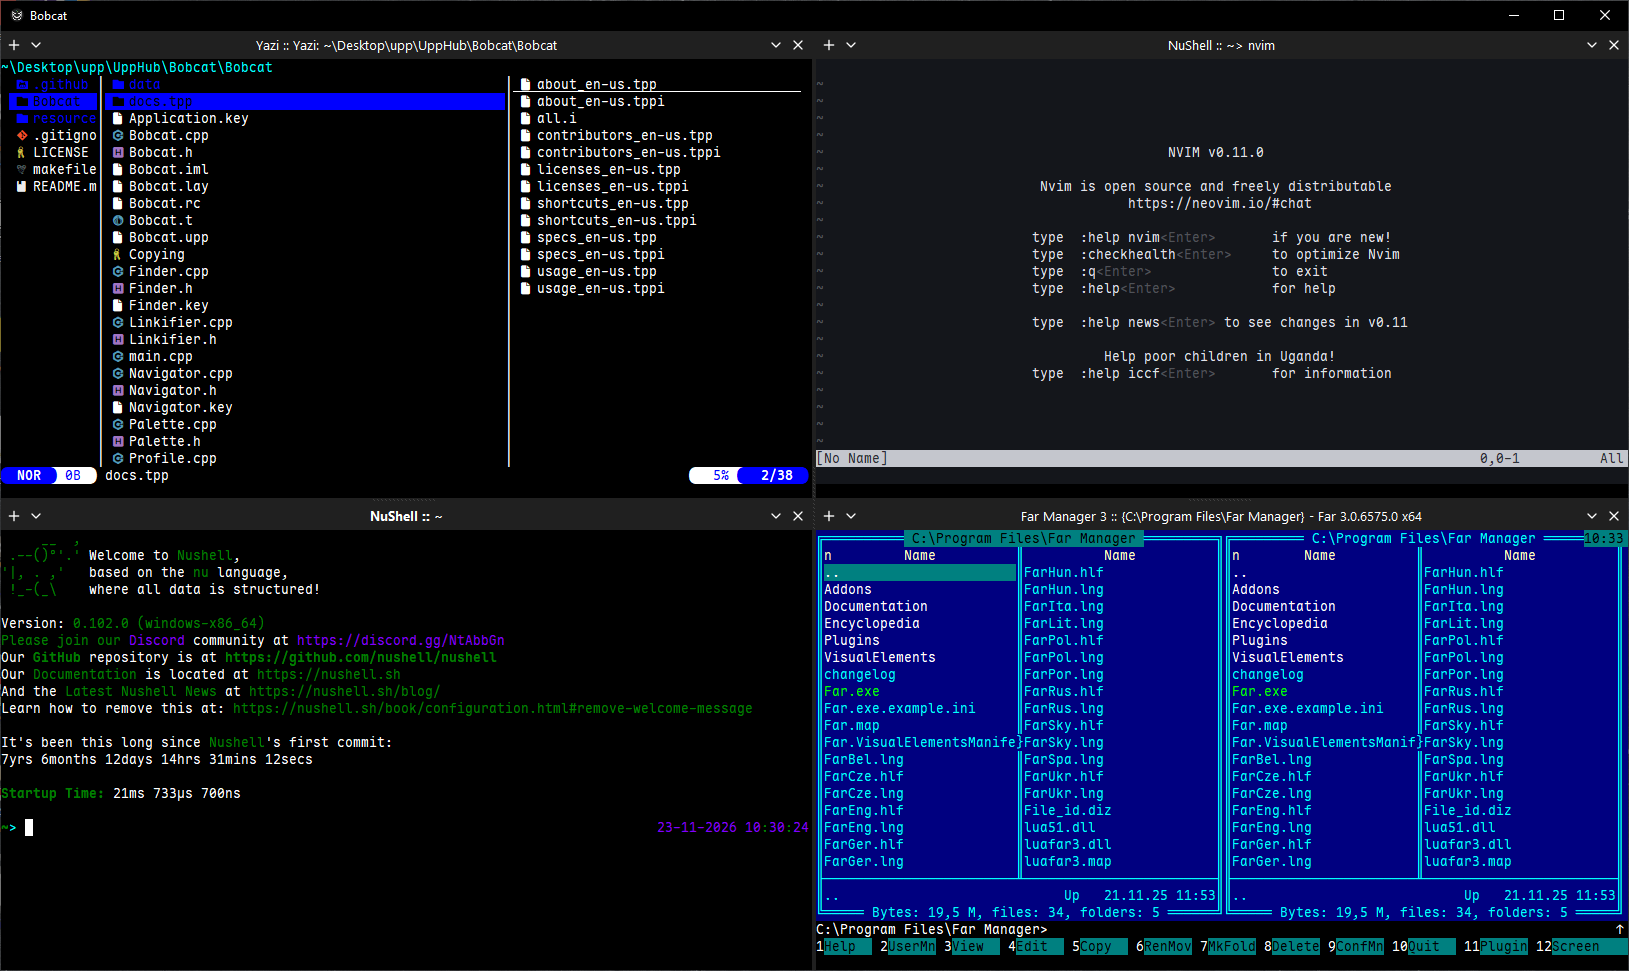 Bobcat
Yazi :: Yazi: ~\Desktop\upp\UppHub\Bobcat\Bobcat
~\Desktop\upp\UppHub\Bobcat\Bobcat
.github
Bobcat
resource
.gitigno
LICENSE
makefile
README.m
data
docs.tpp
Application.key
Bobcat.cpp
Bobcat.h
Bobcat.iml
Bobcat.lay
Bobcat.rc
Bobcat.t
Bobcat.upp
Copying
Finder.cpp
Finder.h
Finder.key
Linkifier.cpp
Linkifier.h
main.cpp
Navigator.cpp
Navigator.h
Navigator.key
Palette.cpp
Palette.h
Profile.cpp
about_en-us.tpp
about_en-us.tppi
all.i
contributors_en-us.tpp
contributors_en-us.tppi
licenses_en-us.tpp
licenses_en-us.tppi
shortcuts_en-us.tpp
shortcuts_en-us.tppi
specs_en-us.tpp
specs_en-us.tppi
usage_en-us.tpp
usage_en-us.tppi
NOR 0B docs.tpp 5% 2/38
NuShell :: ~> nvim
~
~
~
~
NVIM v0.11.0
~
~
Nvim is open source and freely distributable
https://neovim.io/#chat
~
type :help nvim<Enter> if you are new!
type :checkhealth<Enter> to optimize Nvim
type :q<Enter> to exit
type :help<Enter> for help
~
type :help news<Enter> to see changes in v0.11
~
Help poor children in Uganda!
type :help iccf<Enter> for information
~
~
~
~
[No Name] 0,0-1 All
NuShell :: ~
__ ,
.--()°'.' Welcome to Nushell,
'|, . ,' based on the nu language,
!_-(_\ where all data is structured!
Version: 0.102.0 (windows-x86_64)
Please join our Discord community at https://discord.gg/NtAbbGn
Our GitHub repository is at https://github.com/nushell/nushell
Our Documentation is located at https://nushell.sh
And the Latest Nushell News at https://nushell.sh/blog/
Learn how to remove this at: https://nushell.sh/book/configuration.html#remove-welcome-message
It's been this long since Nushell's first commit:
7yrs 6months 12days 14hrs 31mins 12secs
Startup Time: 21ms 733µs 700ns
~> 23-11-2026 10:30:24
Far Manager 3 :: {C:\Program Files\Far Manager} - Far 3.0.6575.0 x64
C:\Program Files\Far Manager
n Name Name
.. FarHun.hlf
Addons FarHun.lng
Documentation FarIta.lng
Encyclopedia FarLit.lng
Plugins FarPol.hlf
VisualElements FarPol.lng
changelog FarPor.lng
Far.exe FarRus.hlf
Far.exe.example.ini FarRus.lng
Far.map FarSky.hlf
Far.VisualElementsManife}FarSky.lng
FarBel.lng FarSpa.lng
FarCze.hlf FarUkr.hlf
FarCze.lng FarUkr.lng
FarEng.hlf File_id.diz
FarEng.lng lua51.dll
FarGer.hlf luafar3.dll
FarGer.lng luafar3.map
.. Up 21.11.25 11:53
Bytes: 19,5 M, files: 34, folders: 5
C:\Program Files\Far Manager 10:33
n Name Name
.. FarHun.hlf
Addons FarHun.lng
Documentation FarIta.lng
Encyclopedia FarLit.lng
Plugins FarPol.hlf
VisualElements FarPol.lng
changelog FarPor.lng
Far.exe FarRus.hlf
Far.exe.example.ini FarRus.lng
Far.map FarSky.hlf
Far.VisualElementsManif}FarSky.lng
FarBel.lng FarSpa.lng
FarCze.hlf FarUkr.hlf
FarCze.lng FarUkr.lng
FarEng.hlf File_id.diz
FarEng.lng lua51.dll
FarGer.hlf luafar3.dll
FarGer.lng luafar3.map
.. Up 21.11.25 11:53
Bytes: 19,5 M, files: 34, folders: 5
C:\Program Files\Far Manager> ↑
1Help 2UserMn 3View 4Edit 5Copy 6RenMov 7MkFold 8Delete 9ConfMn 10Quit 11Plugin 12Screen